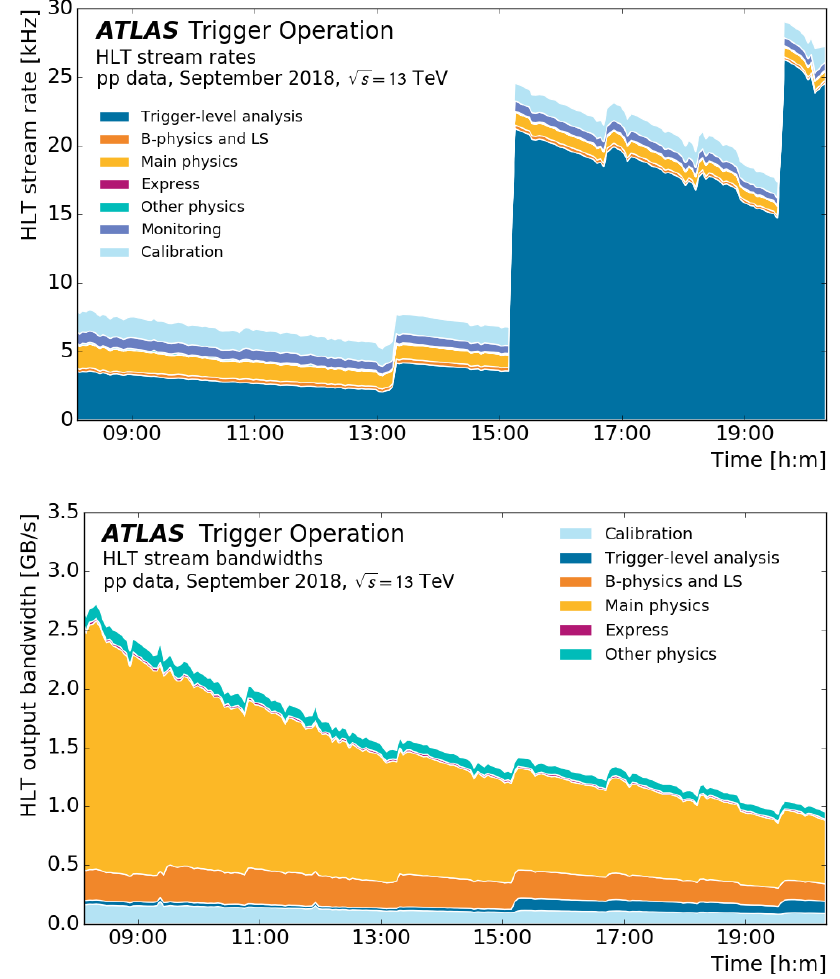 30
25
20
15
10
5
0
HLT stream rate [kHz]
ATLAS Trigger Operation
HLT stream rates
pp data, September 2018, √s = 13 TeV
Trigger-level analysis
B-physics and LS
Main physics
Express
Other physics
Monitoring
Calibration
09:00 11:00 13:00 15:00 17:00 19:00
Time [h:m]
3.5
3.0
2.5
2.0
1.5
1.0
0.5
0.0
HLT output bandwidth [GB/s]
ATLAS Trigger Operation
HLT stream bandwidths
pp data, September 2018, √s = 13 TeV
Calibration
Trigger-level analysis
B-physics and LS
Main physics
Express
Other physics
09:00 11:00 13:00 15:00 17:00 19:00
Time [h:m]